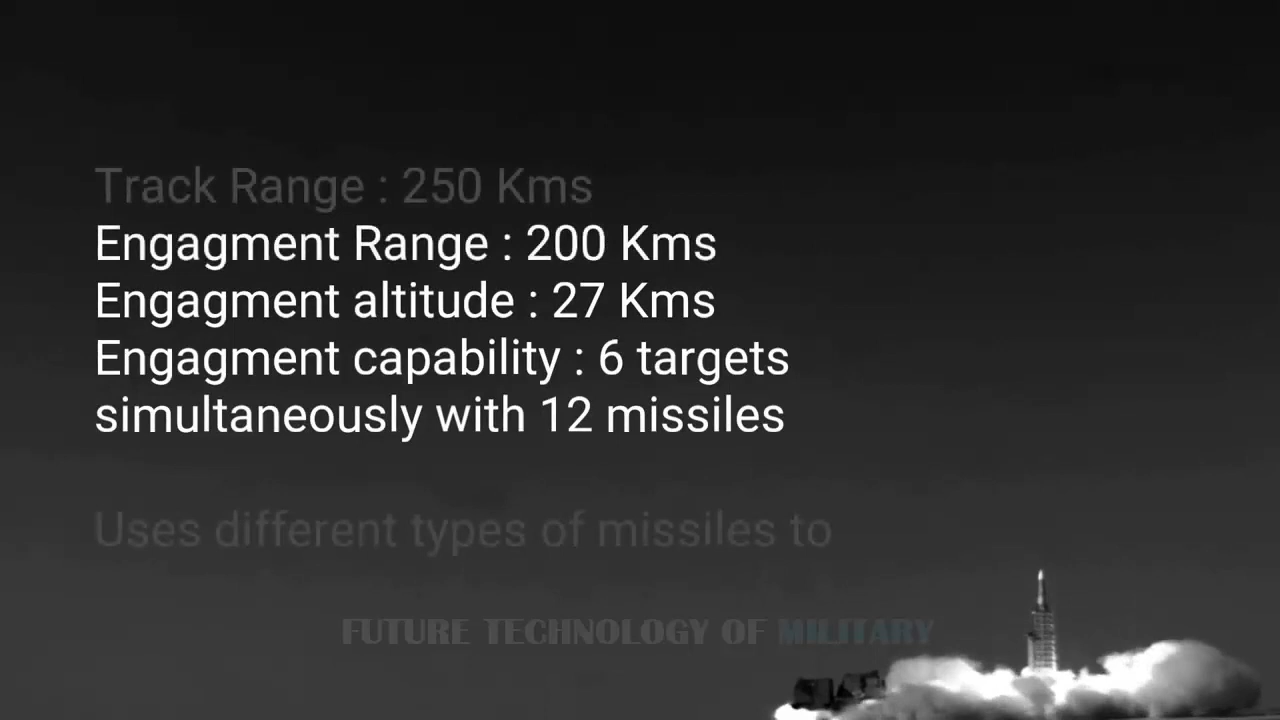 Track Range : 250 Kms
Engagment Range : 200 Kms
Engagment altitude : 27 Kms
Engagment capability : 6 targets
simultaneously with 12 missiles
Uses different types of missiles to
FUTURE TECHNOLOGY OF MILITARY